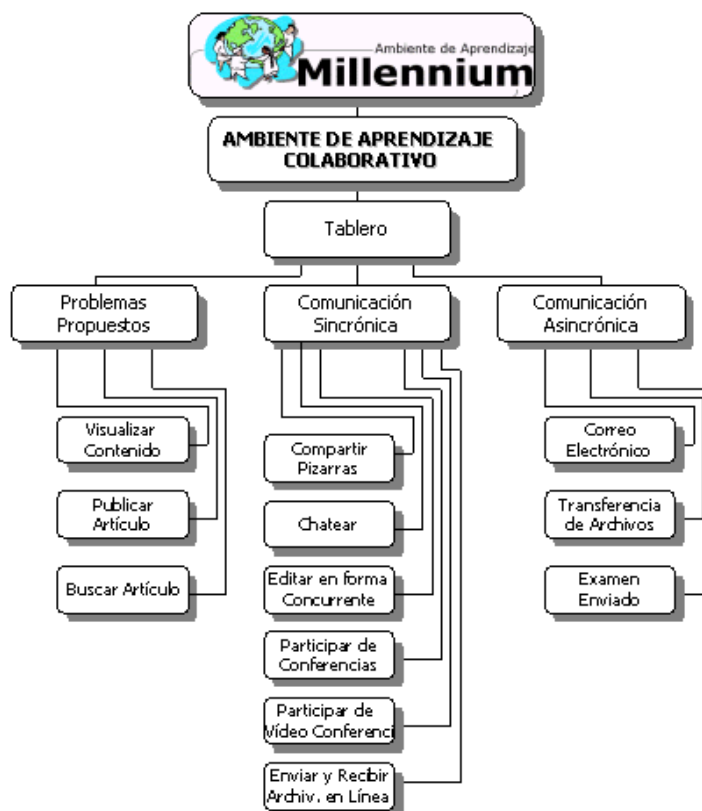 Ambiente de Aprendizaje
Millennium
AMBIENTE DE APRENDIZAJE
COLABORATIVO
Tablero
Problemas
Propuestos
Comunicación
Sincrónica
Comunicación
Asincrónica
Visualizar
Contenido
Publicar
Artículo
Buscar Artículo
Compartir
Pizarras
Chatear
Editar en forma
Concurrente
Participar de
Conferencias
Participar de
Vídeo Conferenci
Enviar y Recibir
Archiv. en Línea
Correo
Electrónico
Transferencia
de Archivos
Examen
Enviado